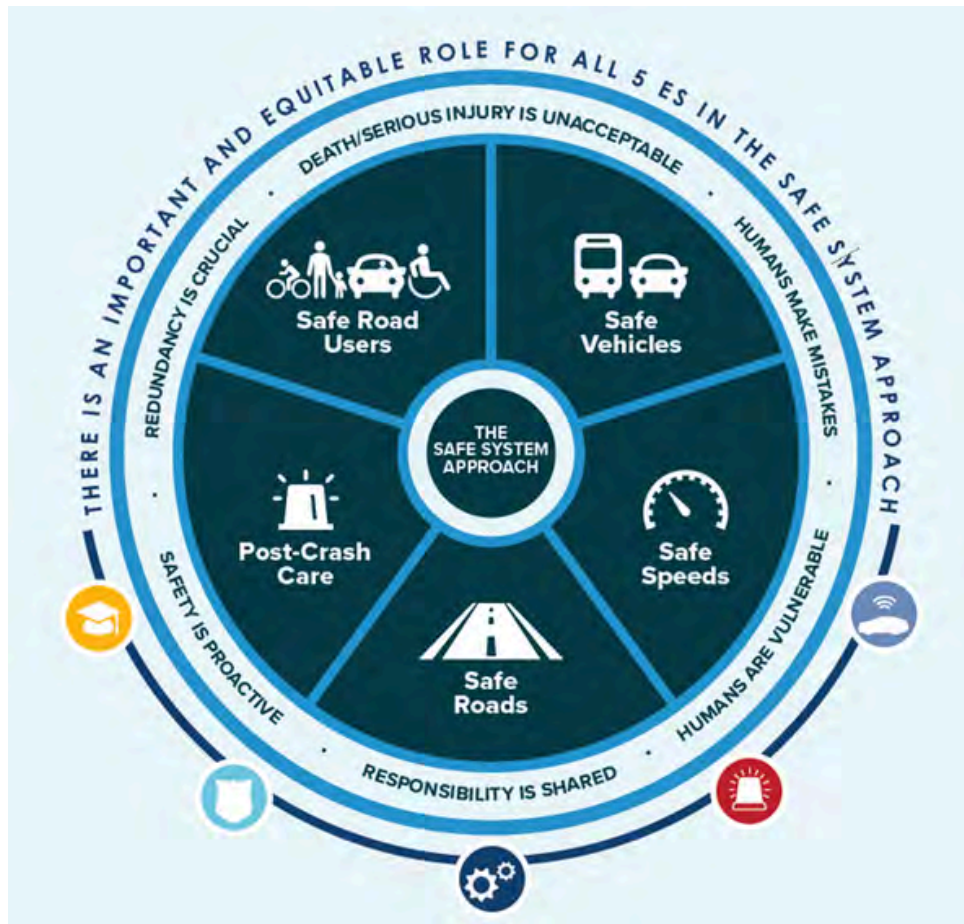 THERE IS AN IMPORTANT AND EQUITABLE ROLE FOR ALL 5 ES IN THE SAFE SYSTEM APPROACH
DEATH/SERIOUS INJURY IS UNACCEPTABLE
HUMANS MAKE MISTAKES
HUMANS ARE VULNERABLE
RESPONSIBILITY IS SHARED
SAFETY IS PROACTIVE
REDUNDANCY IS CRUCIAL
Safe Road
Users
Safe
Vehicles
Safe
Speeds
Safe
Roads
Post-Crash
Care
THE
SAFE SYSTEM
APPROACH